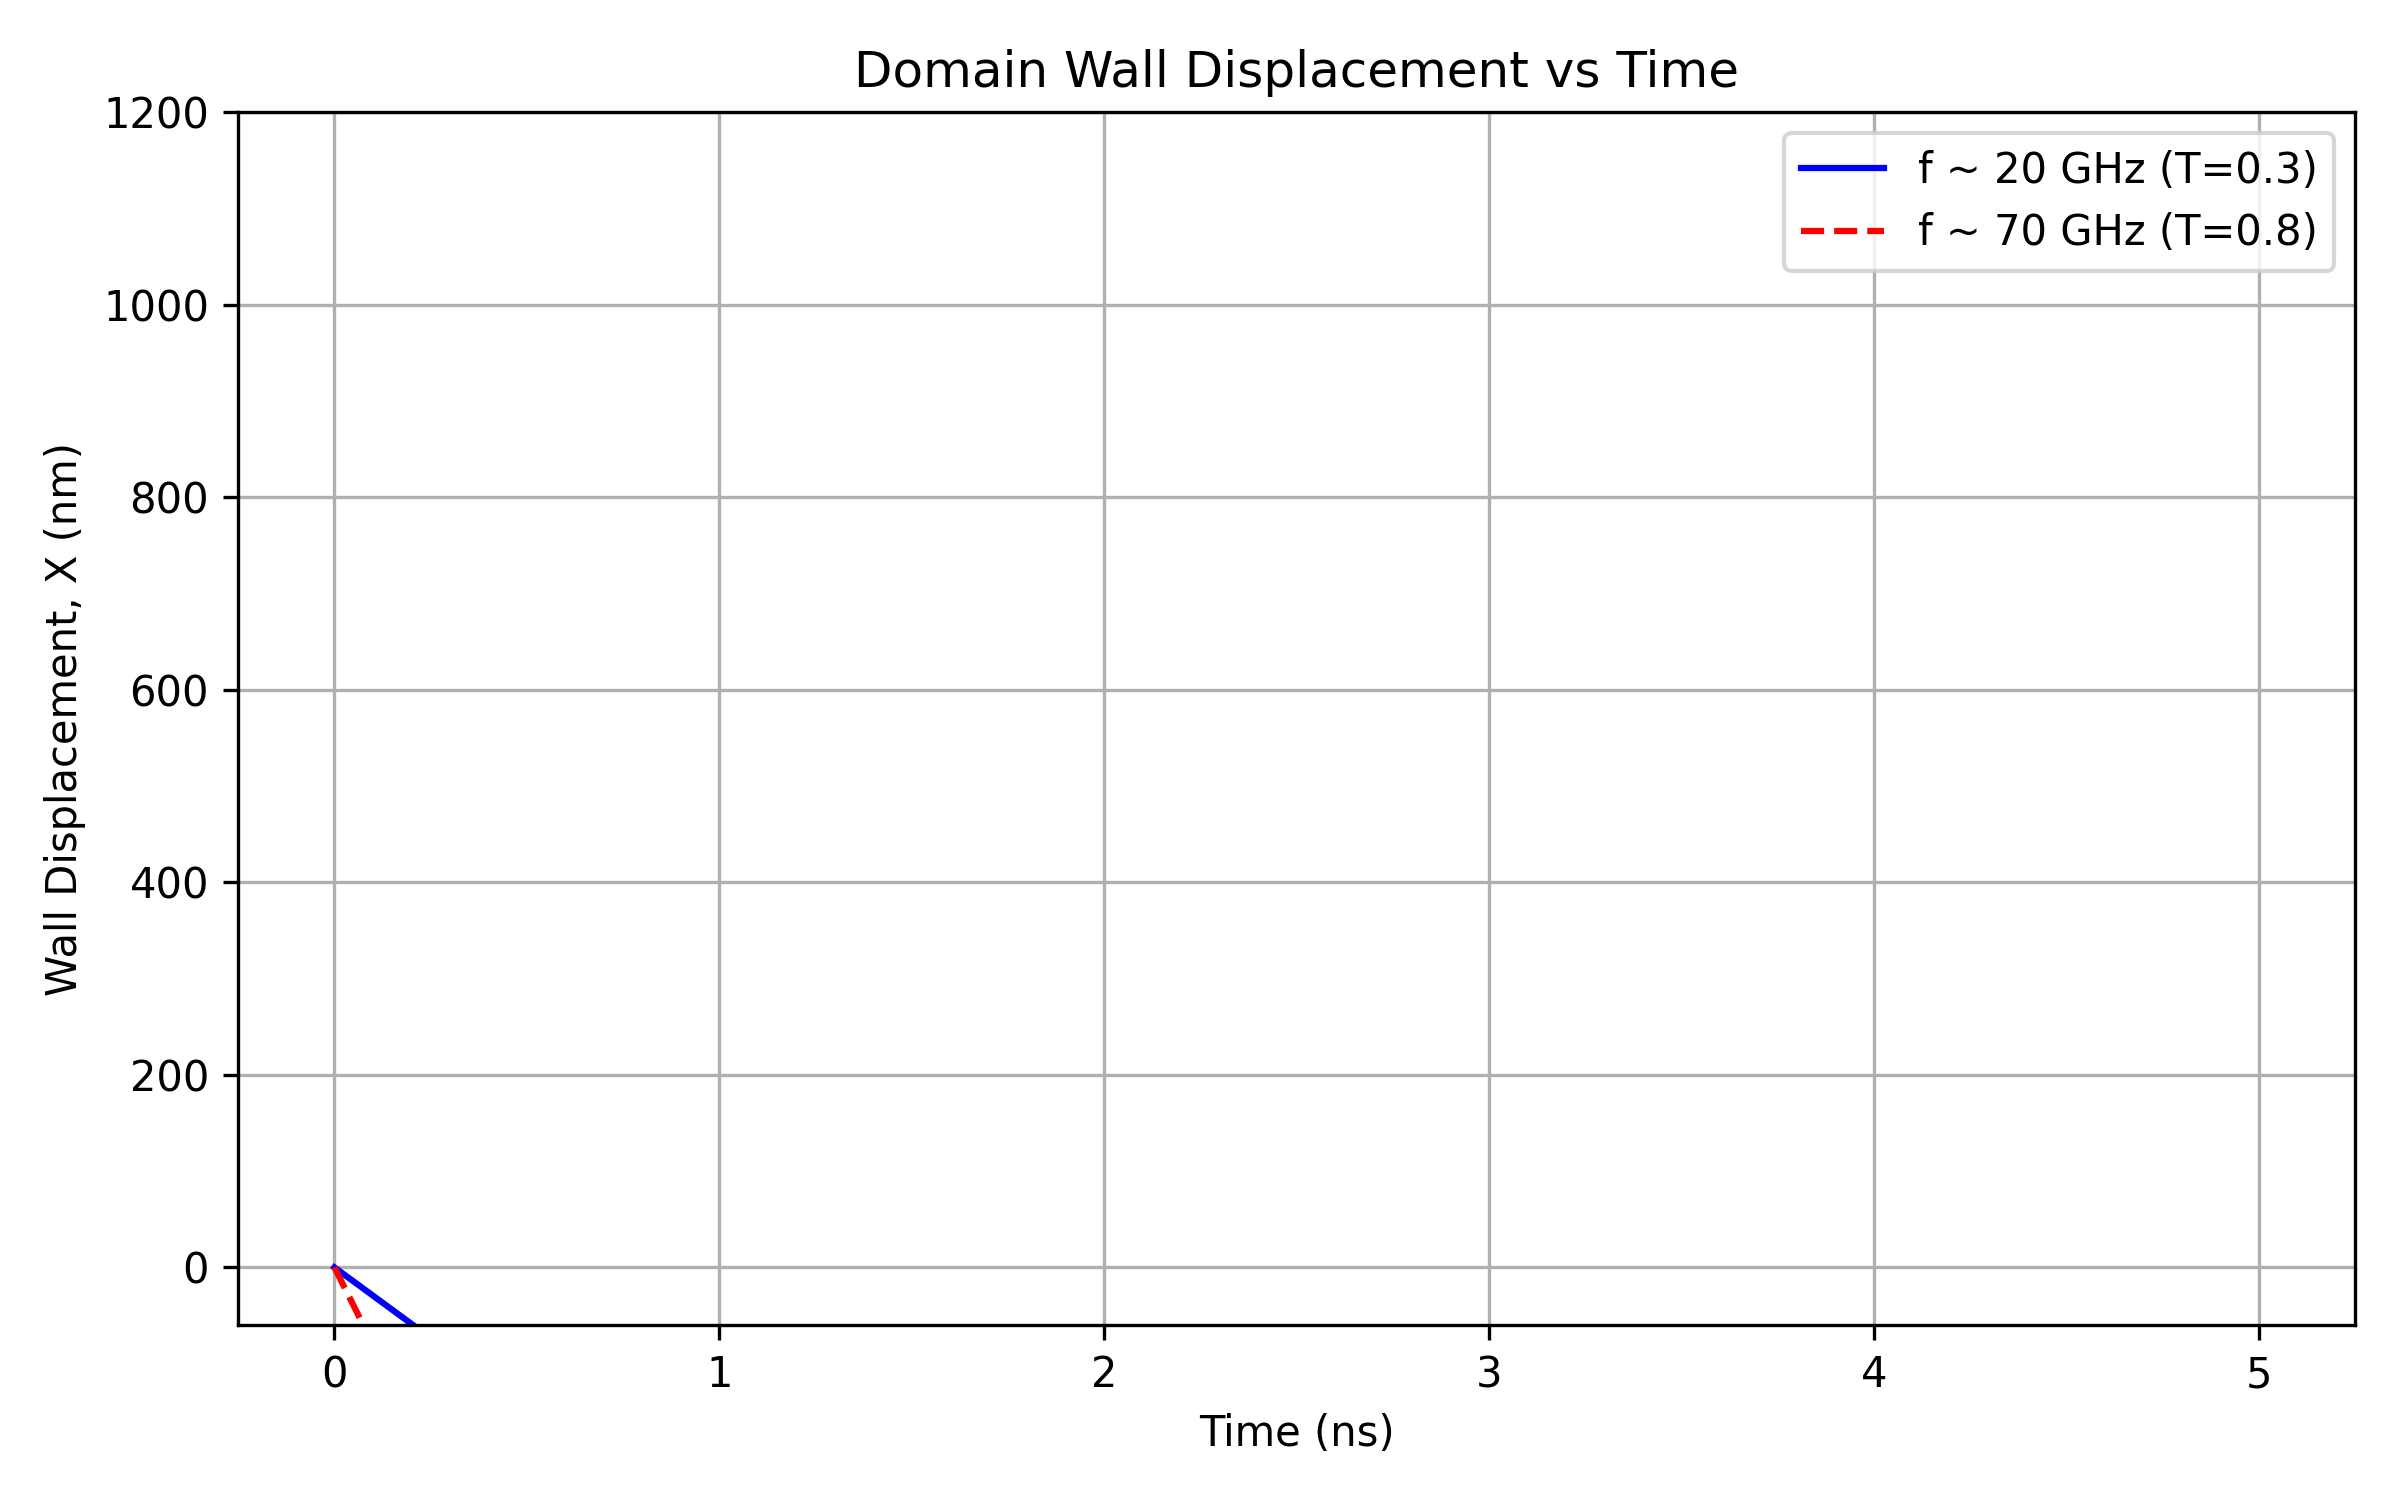 Domain Wall Displacement vs Time
1200
1000
800
600
400
200
0
Wall Displacement, X (nm)
f ~ 20 GHz (T=0.3)
f ~ 70 GHz (T=0.8)
0 1 2 3 4 5
Time (ns)